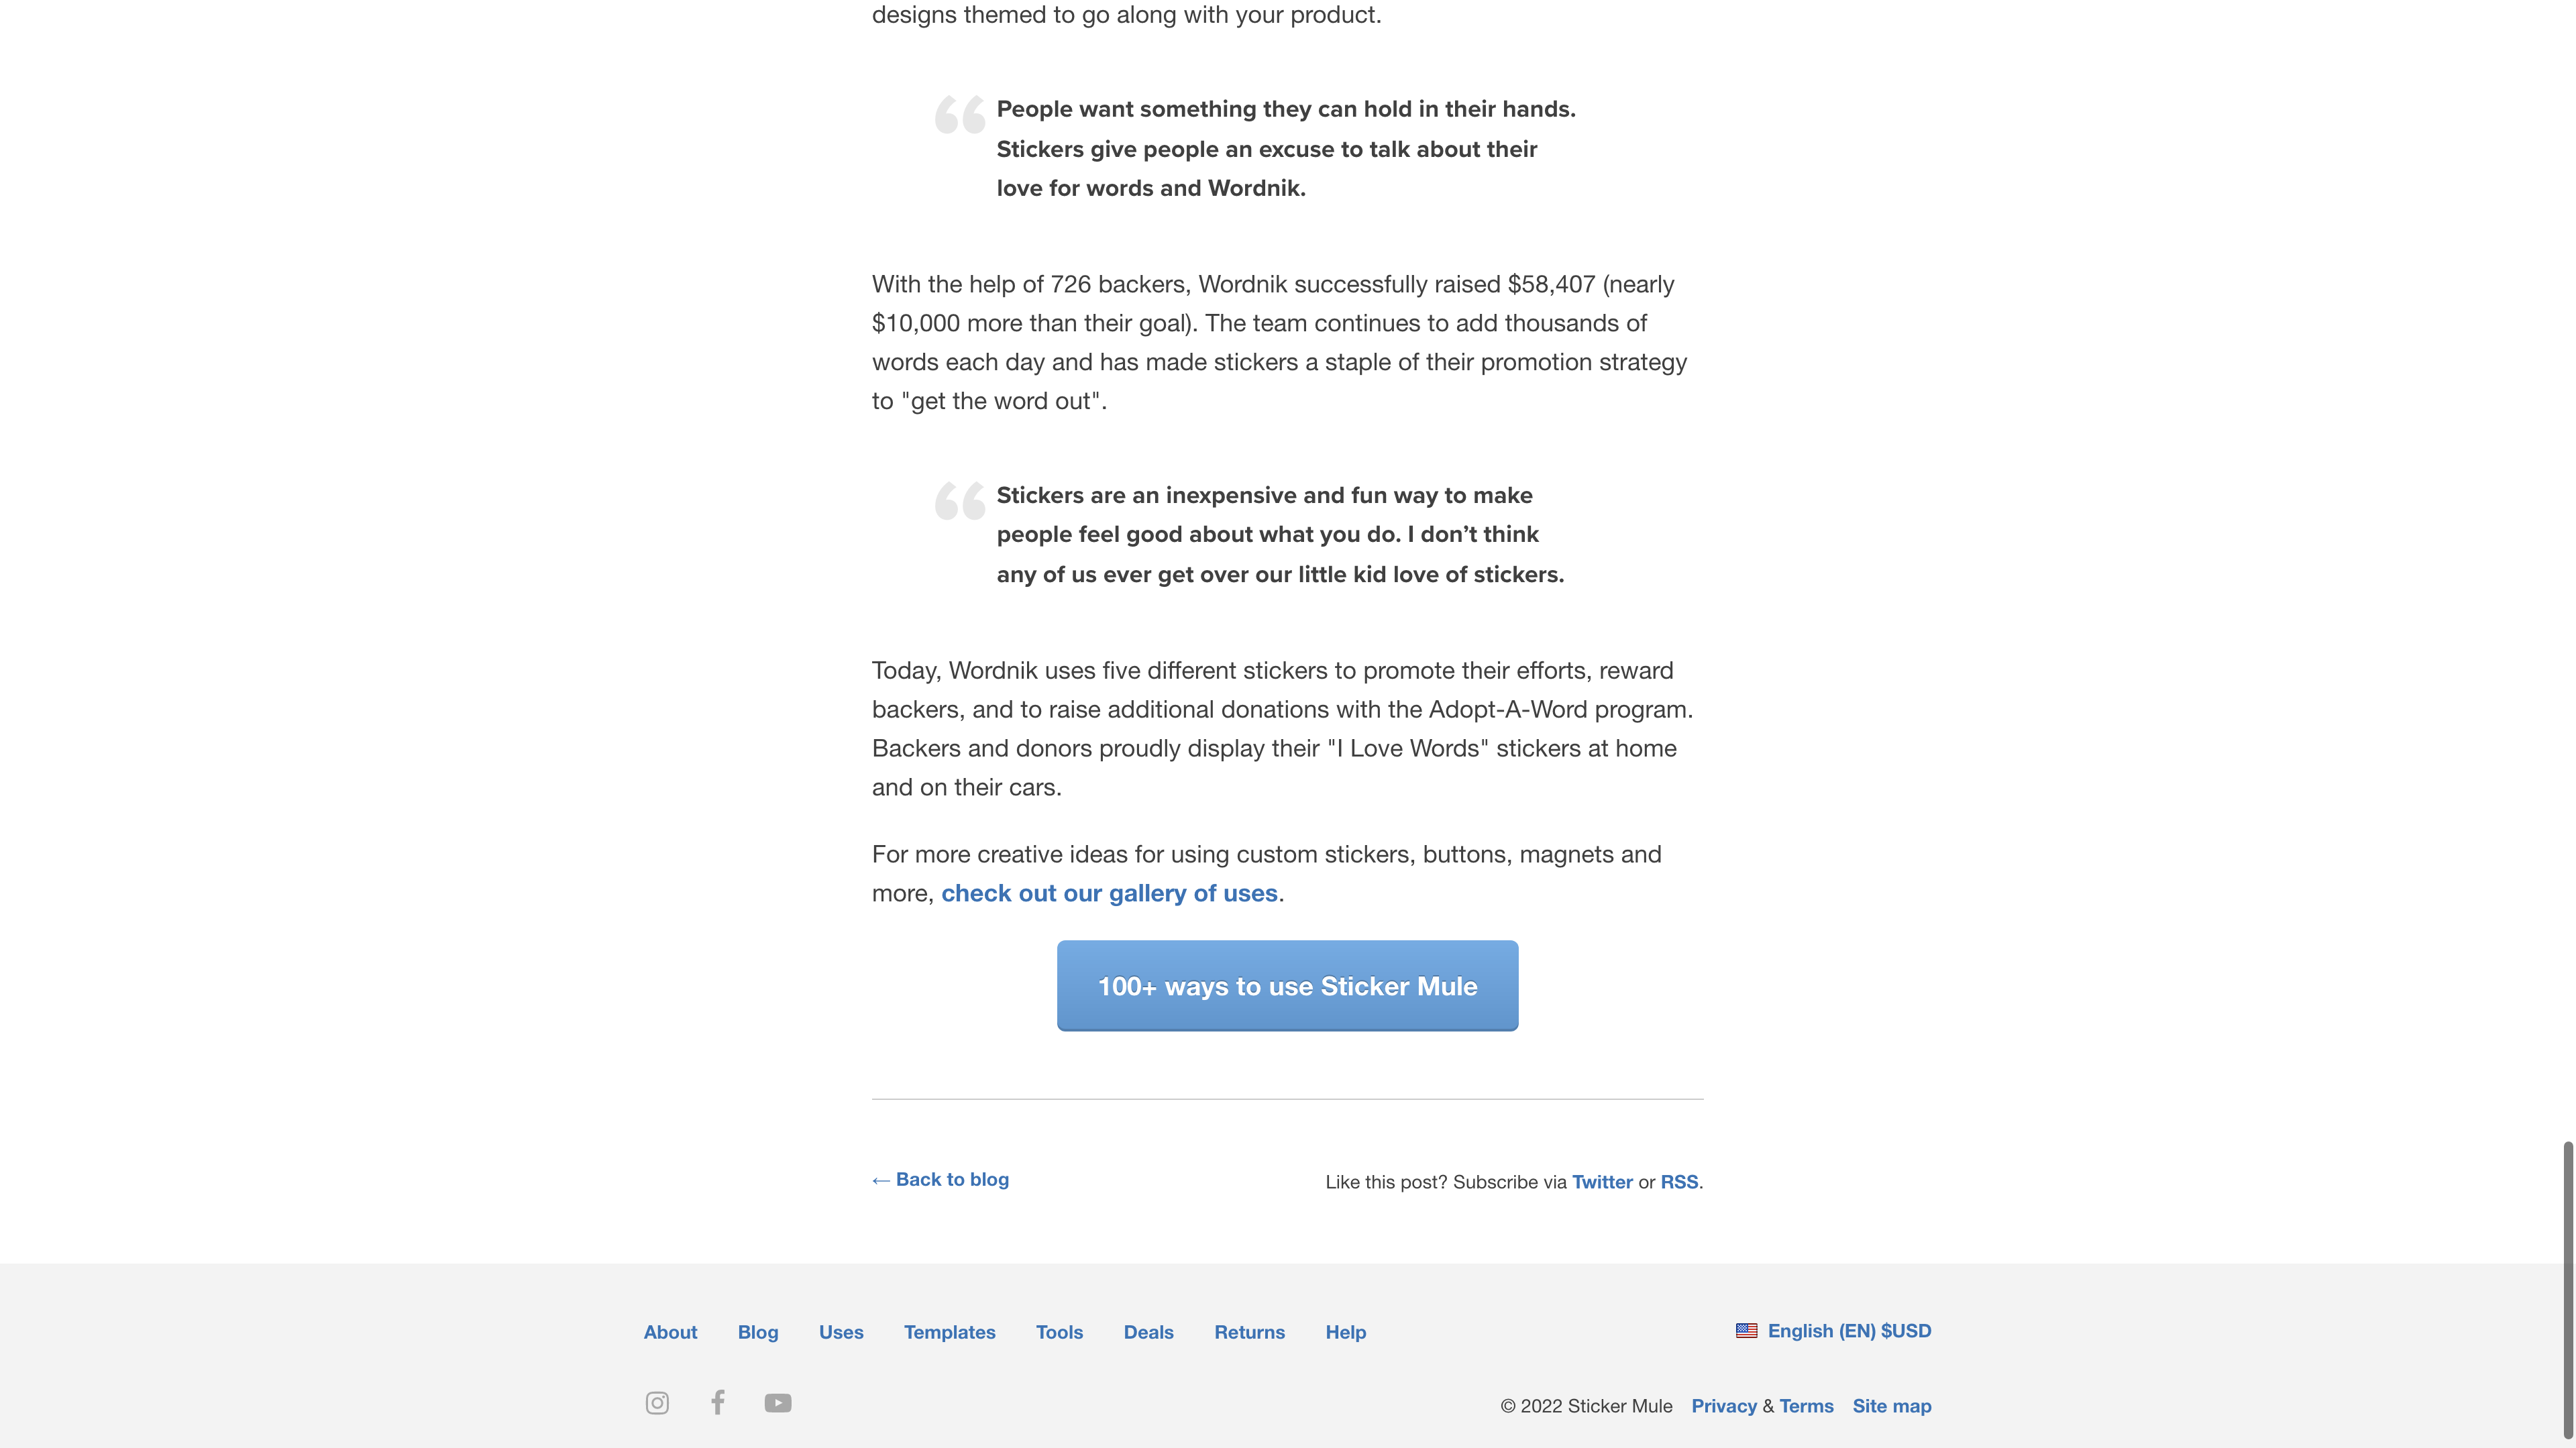 designs themed to go along with your product.
People want something they can hold in their hands.
Stickers give people an excuse to talk about their
love for words and Wordnik.
With the help of 726 backers, Wordnik successfully raised $58,407 (nearly
$10,000 more than their goal). The team continues to add thousands of
words each day and has made stickers a staple of their promotion strategy
to "get the word out".
Stickers are an inexpensive and fun way to make
people feel good about what you do. I don’t think
any of us ever get over our little kid love of stickers.
Today, Wordnik uses five different stickers to promote their efforts, reward
backers, and to raise additional donations with the Adopt-A-Word program.
Backers and donors proudly display their "I Love Words" stickers at home
and on their cars.
For more creative ideas for using custom stickers, buttons, magnets and
more, check out our gallery of uses.
100+ ways to use Sticker Mule
← Back to blog
Like this post? Subscribe via Twitter or RSS.
About Blog Uses Templates Tools Deals Returns Help
English (EN) $USD
© 2022 Sticker Mule Privacy & Terms Site map